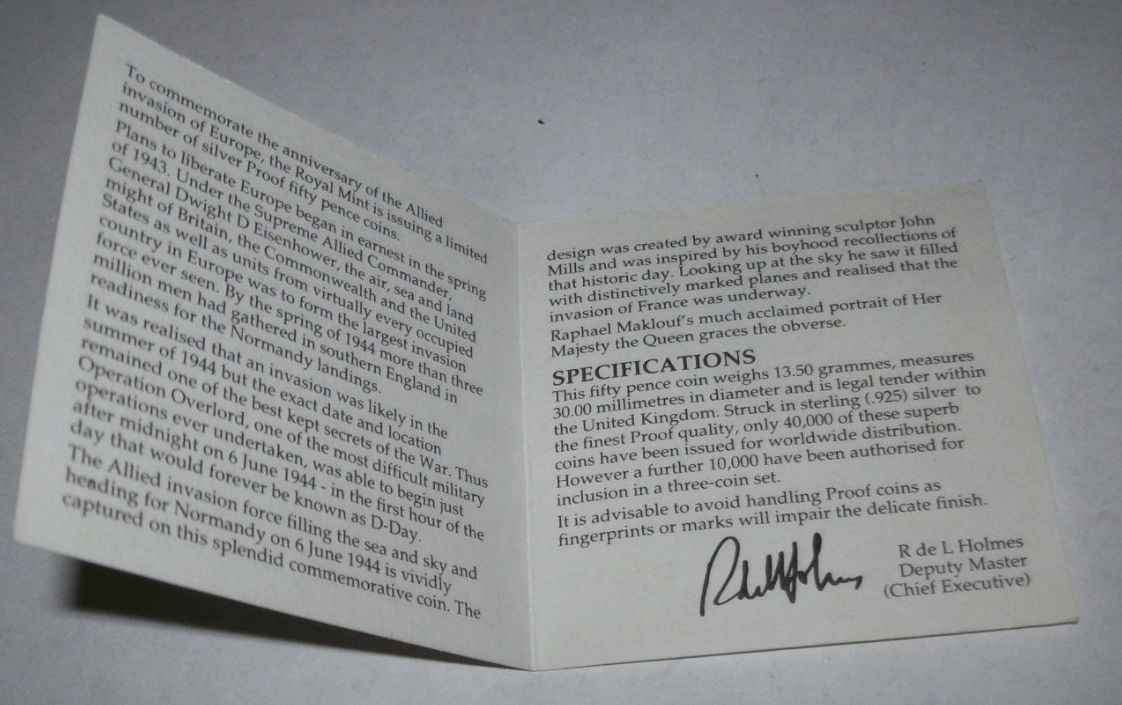 To commemorate the anniversary of the Allied
invasion of Europe, the Royal Mint is issuing a limited
number of silver Proof fifty pence coins.
Plans to liberate Europe began in earnest in the spring
of 1943. Under the Supreme Allied Commander,
General Dwight D Eisenhower, the air, sea and land
might of Britain, the Commonwealth and the United
States as well as units from virtually every occupied
country in Europe was to form the largest invasion
force ever seen. By the spring of 1944 more than three
million men had gathered in southern England in
readiness for the Normandy landings.
It was realised that an invasion was likely in the
summer of 1944 but the exact date and location
remained one of the best kept secrets of the War. Thus
Operation Overlord, one of the most difficult military
operations ever undertaken, was able to begin just
after midnight on 6 June 1944 - in the first hour of the
day that would forever be known as D-Day.
The Allied invasion force filling the sea and sky and
heading for Normandy on 6 June 1944 is vividly
captured on this splendid commemorative coin. The
design was created by award winning sculptor John
Mills and was inspired by his boyhood recollections of
that historic day. Looking up at the sky he saw it filled
with distinctively marked planes and realised that the
invasion of France was underway.
Raphael Maklouf's much acclaimed portrait of Her
Majesty the Queen graces the obverse.
SPECIFICATIONS
This fifty pence coin weighs 13.50 grammes, measures
30.00 millimetres in diameter and is legal tender within
the United Kingdom. Struck in sterling (.925) silver to
the finest Proof quality, only 40,000 of these superb
coins have been issued for worldwide distribution.
However a further 10,000 have been authorised for
inclusion in a three-coin set.
It is advisable to avoid handling Proof coins as
fingerprints or marks will impair the delicate finish.
R de L Holmes
R de L Holmes
Deputy Master
(Chief Executive)